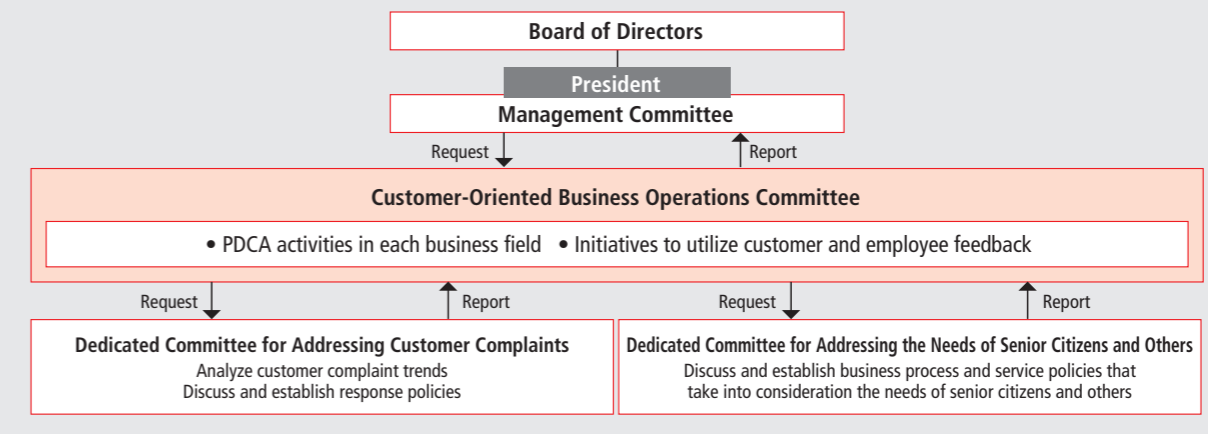 Board of Directors
President
Management Committee
Request
Report
Customer-Oriented Business Operations Committee
• PDCA activities in each business field • Initiatives to utilize customer and employee feedback
Request
Report
Request
Report
Dedicated Committee for Addressing Customer Complaints
Analyze customer complaint trends
Discuss and establish response policies
Dedicated Committee for Addressing the Needs of Senior Citizens and Others
Discuss and establish business process and service policies that
take into consideration the needs of senior citizens and others